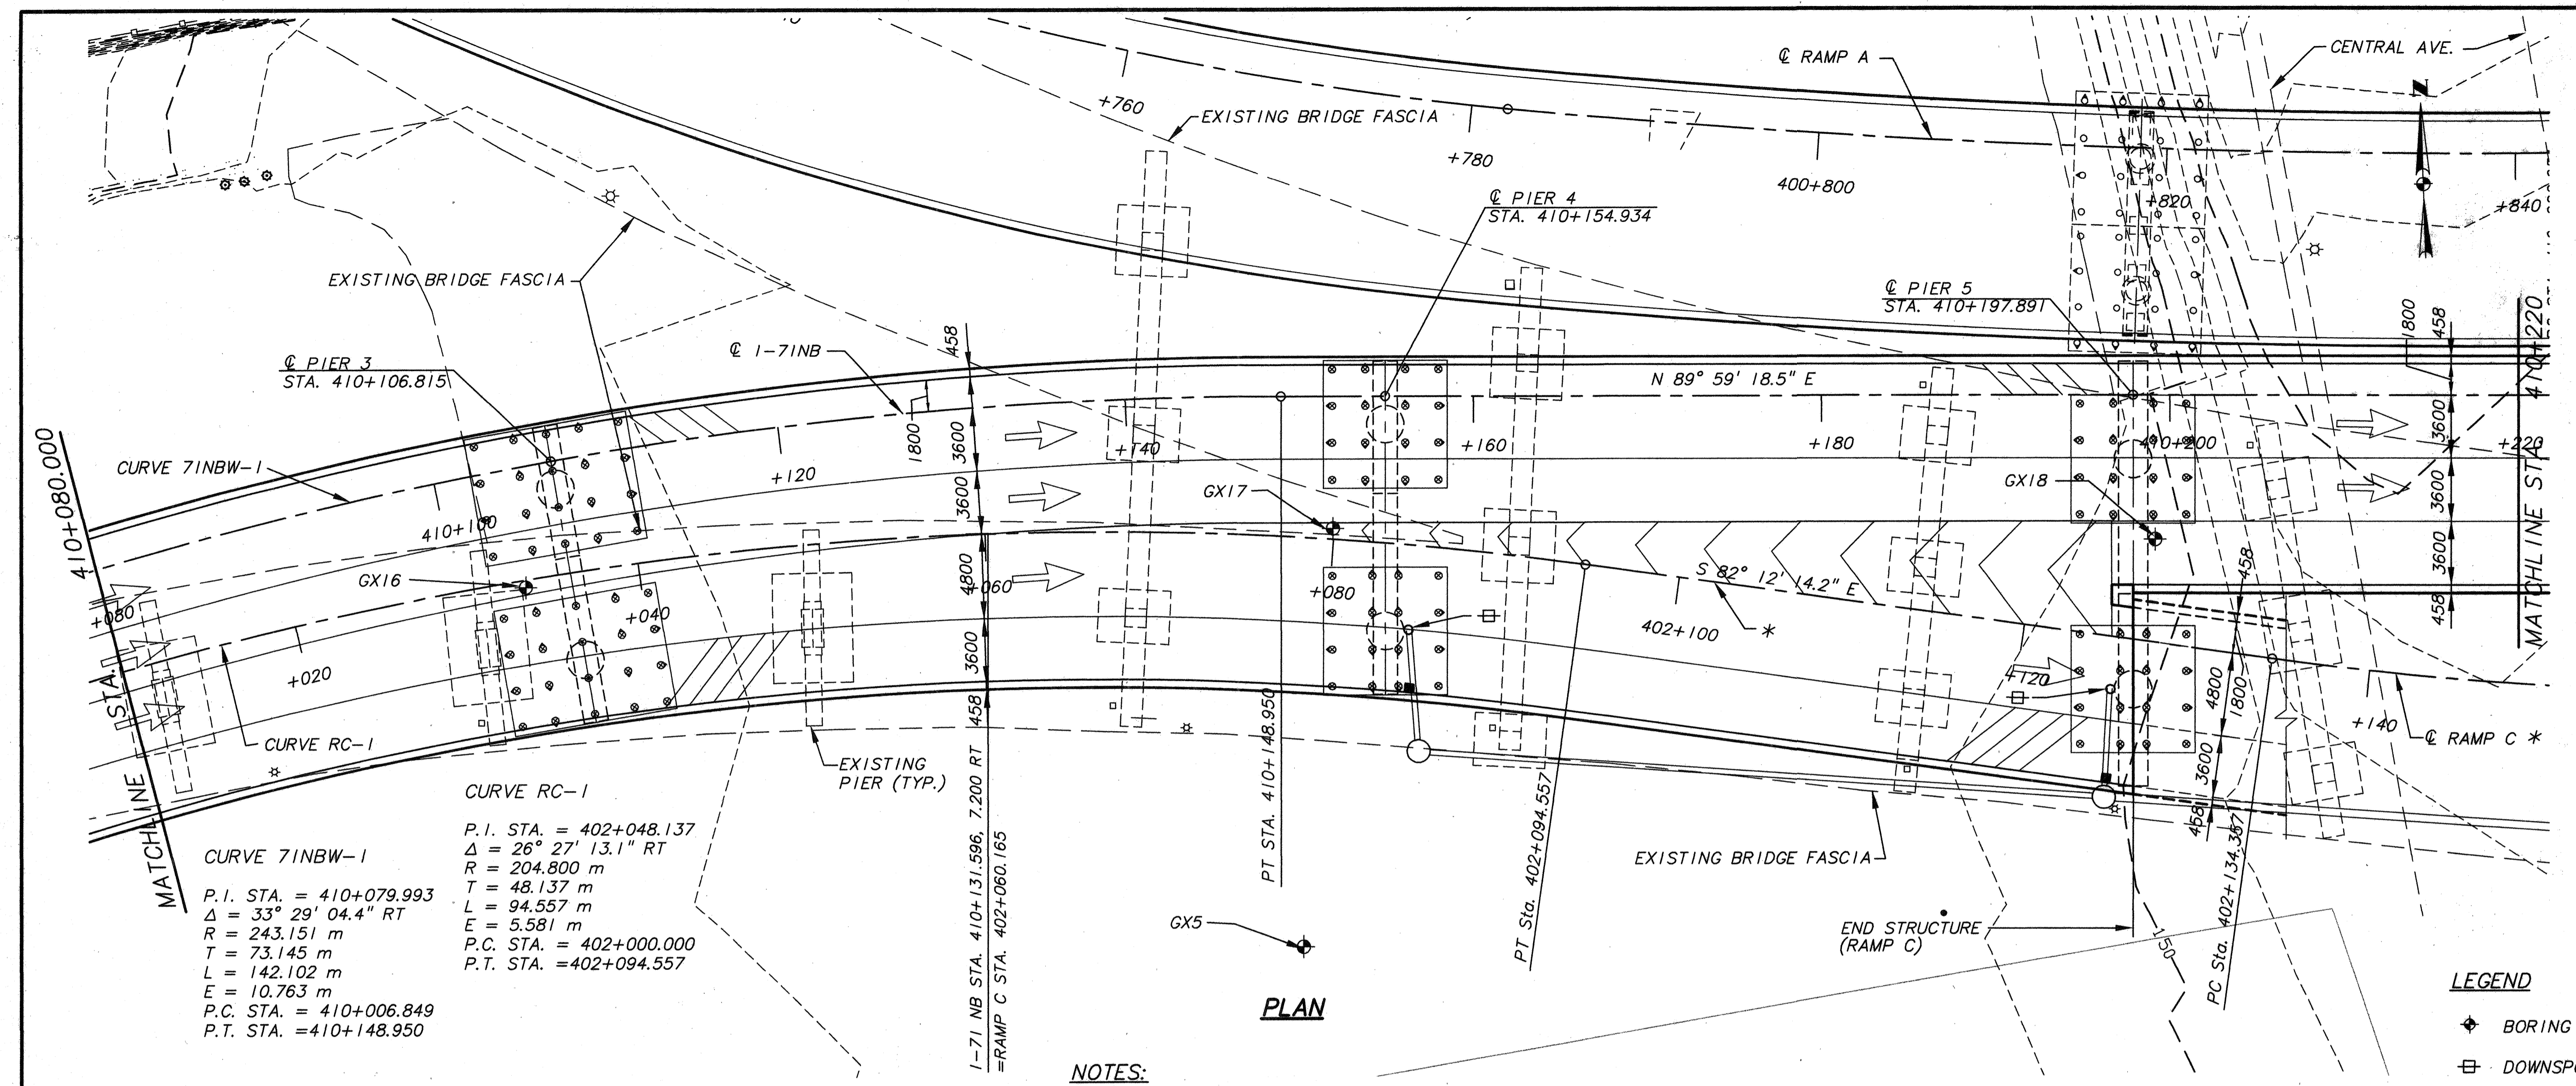 ℄ RAMP A
CENTRAL AVE.
+760
EXISTING BRIDGE FASCIA
+780
400+800
+820
+840
N
℄ PIER 4
STA. 410+154.934
EXISTING BRIDGE FASCIA
℄ PIER 5
STA. 410+197.891
1800
458
℄ PIER 3
STA. 410+106.815
℄ I-71NB
458
N 89° 59' 18.5" E
MATCHLINE STA. 410+220
MATCHLINE STA. 410+080.000
CURVE 71NBW-1
410+100
+120
1800
3600
+140
+160
+180
410+200
3600
+220
GX17
GX18
3600
3600
GX16
+080
+020
+040
4800
+060
+080
S 82° 12' 14.2" E
402+100
*
3600
458
458
3600
+120
4800
1800
+140
℄ RAMP C *
CURVE RC-1
458
3600
458
EXISTING
PIER (TYP.)
I-71 NB STA. 410+131.596, 7.200 RT
=RAMP C STA. 402+060.165
PT STA. 410+148.950
PT Sta. 402+094.557
PC Sta. 402+134.357
EXISTING BRIDGE FASCIA
CURVE RC-1
P.I. STA. = 402+048.137
Δ = 26° 27' 13.1" RT
R = 204.800 m
T = 48.137 m
L = 94.557 m
E = 5.581 m
P.C. STA. = 402+000.000
P.T. STA. =402+094.557
CURVE 71NBW-1
P.I. STA. = 410+079.993
Δ = 33° 29' 04.4" RT
R = 243.151 m
T = 73.145 m
L = 142.102 m
E = 10.763 m
P.C. STA. = 410+006.849
P.T. STA. =410+148.950
GX5
END STRUCTURE
(RAMP C)
150
PLAN
NOTES:
LEGEND
BORING
DOWNSP